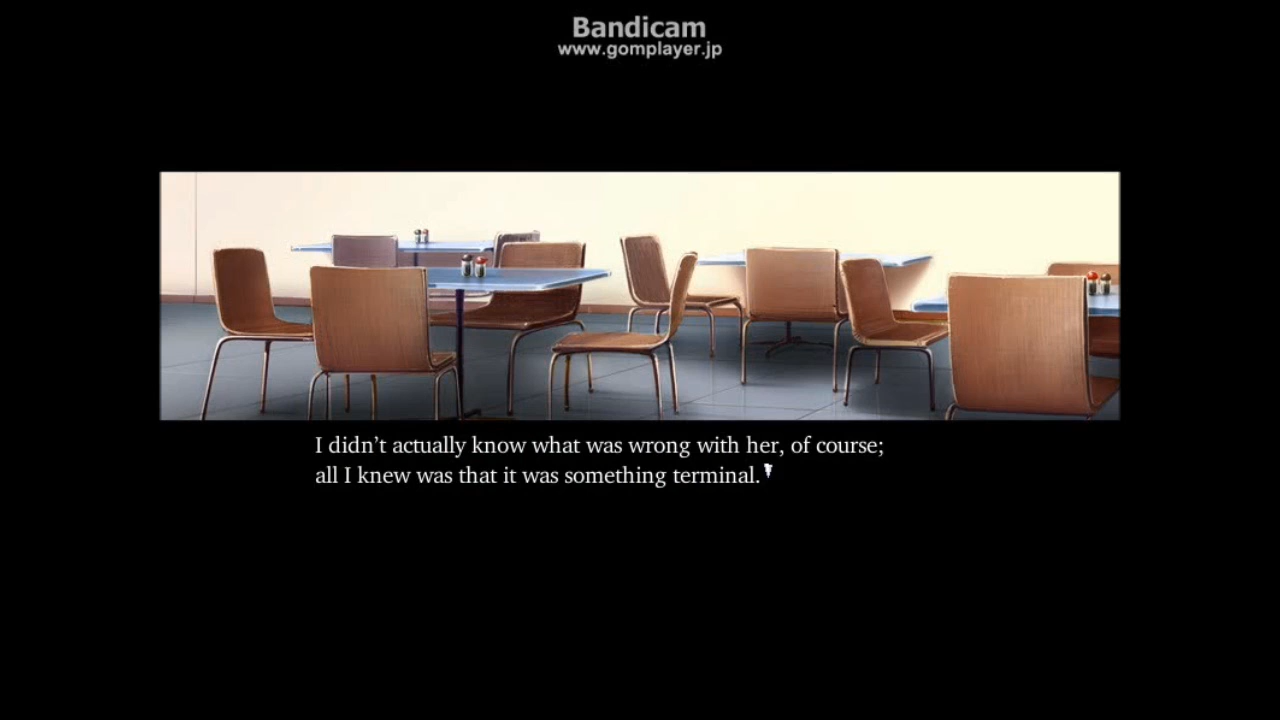 Bandicam
www.gomplayer.jp
I didn't actually know what was wrong with her, of course;
all I knew was that it was something terminal.